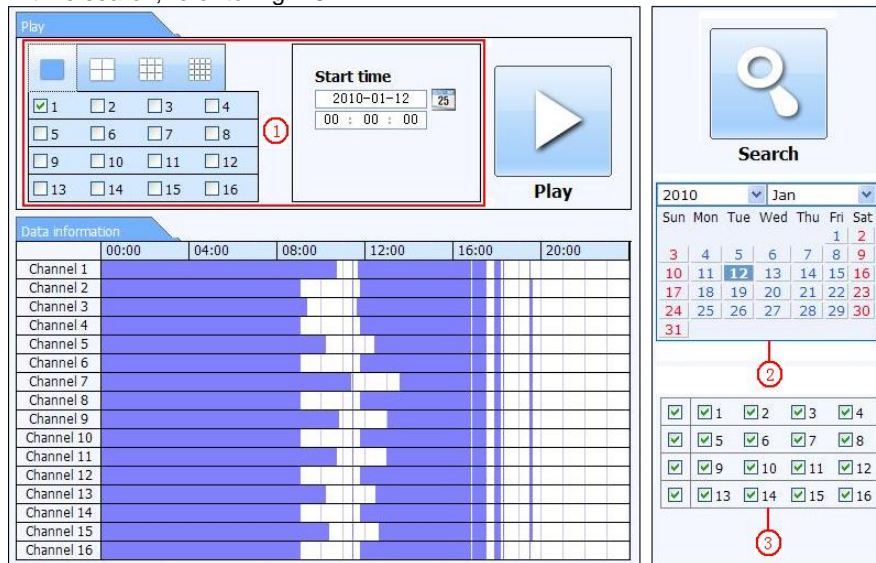 Play
1 2 3 4
5 6 7 8
9 10 11 12
13 14 15 16
①
Start time
2010-01-12 25
00 : 00 : 00
Play
Search
2010 Jan
Sun Mon Tue Wed Thu Fri Sat
1 2
3 4 5 6 7 8 9
10 11 12 13 14 15 16
17 18 19 20 21 22 23
24 25 26 27 28 29 30
31
②
1 2 3 4
5 6 7 8
9 10 11 12
13 14 15 16
③
Data information
00:00 04:00 08:00 12:00 16:00 20:00
Channel 1
Channel 2
Channel 3
Channel 4
Channel 5
Channel 6
Channel 7
Channel 8
Channel 9
Channel 10
Channel 11
Channel 12
Channel 13
Channel 14
Channel 15
Channel 16